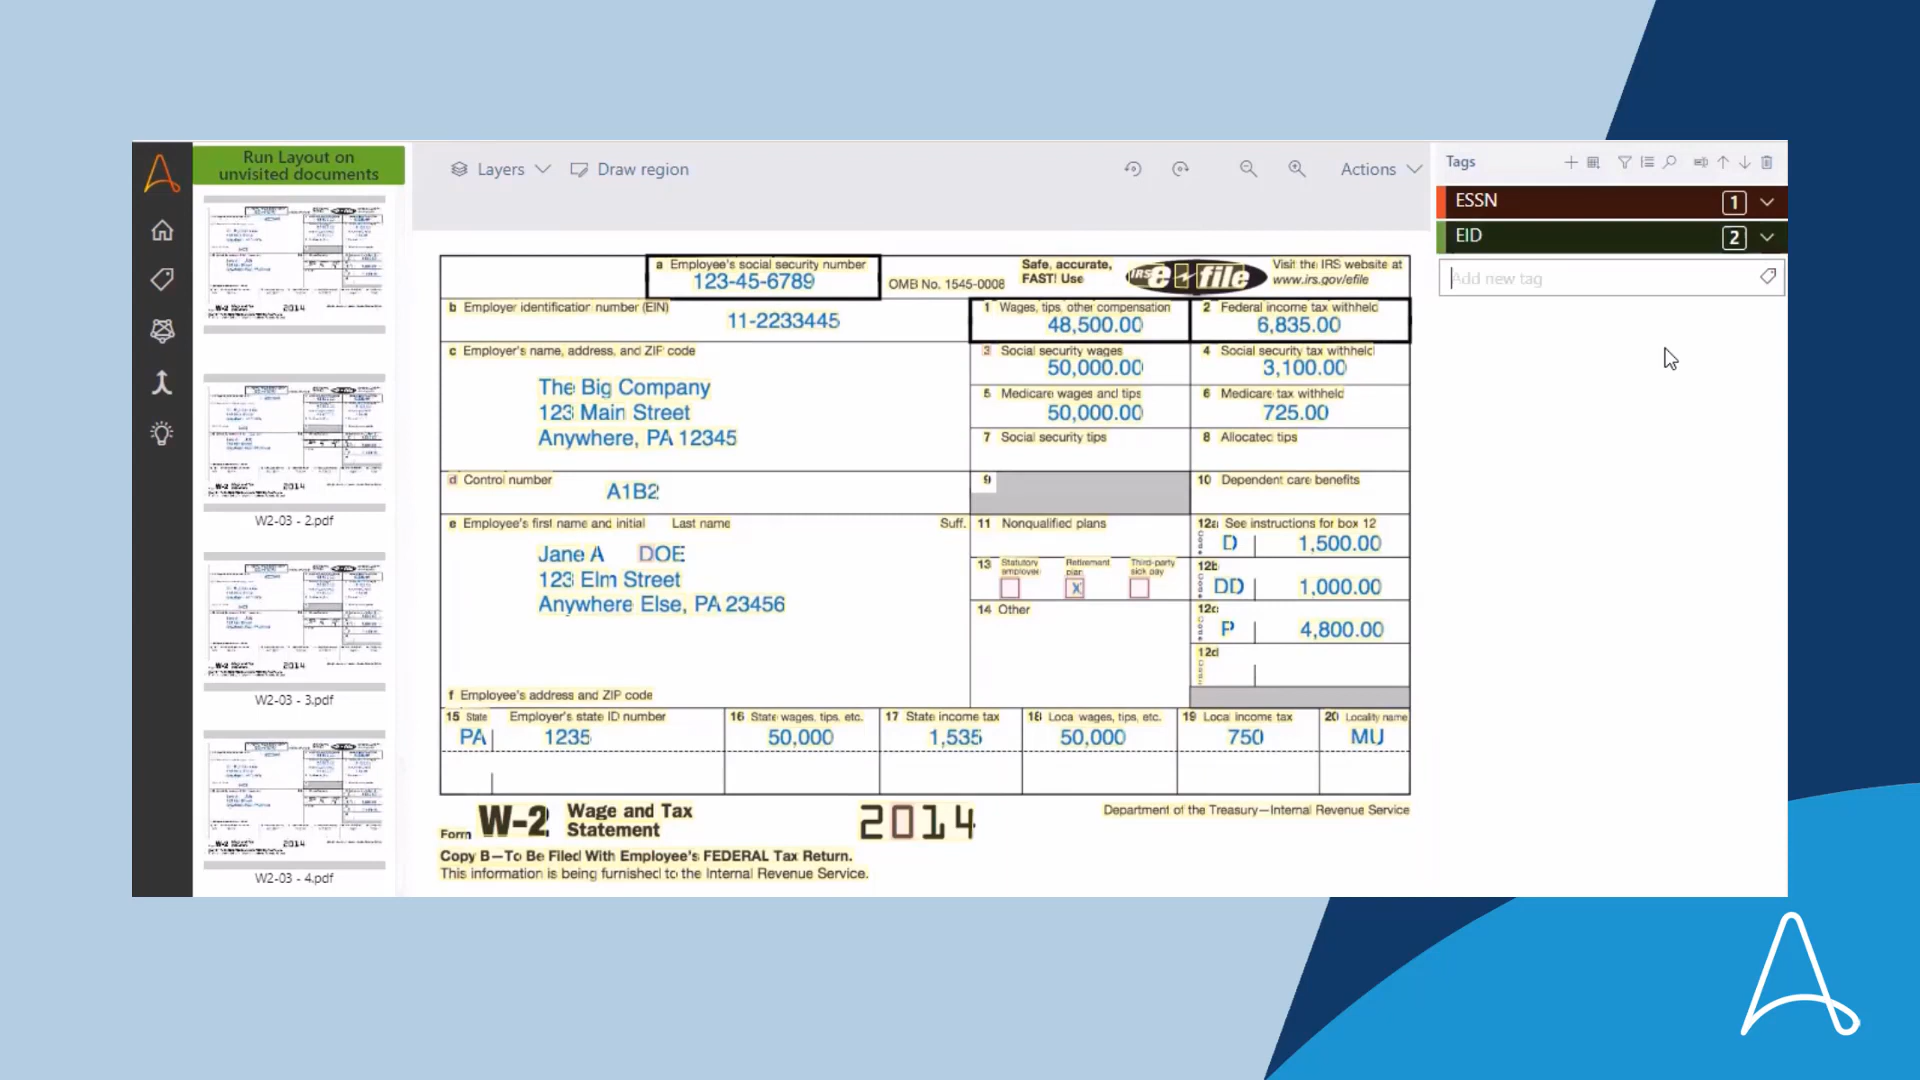 Run Layout on
unvisited documents
W2-03 - 2.pdf
W2-03 - 3.pdf
W2-03 - 4.pdf
Layers
Draw region
Actions
Tags
ESSN 1
EID 2
Add new tag
a Employee's social security number
123-45-6789
OMB No. 1545-0008
Safe, accurate,
FAST! Use
IRS e file
Visit the IRS website at
www.irs.gov/efile
b Employer identification number (EIN)
11-2233445
1 Wages, tips, other compensation
48,500.00
2 Federal income tax withheld
6,835.00
c Employer's name, address, and ZIP code
The Big Company
123 Main Street
Anywhere, PA 12345
3 Social security wages
50,000.00
4 Social security tax withheld
3,100.00
5 Medicare wages and tips
50,000.00
6 Medicare tax withheld
725.00
7 Social security tips
8 Allocated tips
d Control number
A1B2
9
10 Dependent care benefits
e Employee's first name and initial Last name Suff.
Jane A DOE
123 Elm Street
Anywhere Else, PA 23456
11 Nonqualified plans
12a See instructions for box 12
D 1,500.00
13 Statutory employee
Retirement plan
Third-party sick pay
X
12b
DD 1,000.00
14 Other
12c
P 4,800.00
12d
f Employee's address and ZIP code
15 State Employer's state ID number
PA 1235
16 State wages, tips, etc.
50,000
17 State income tax
1,535
18 Local wages, tips, etc.
50,000
19 Local income tax
750
20 Locality name
MU
Form W-2 Wage and Tax
Statement
2014
Department of the Treasury—Internal Revenue Service
Copy B—To Be Filed With Employee's FEDERAL Tax Return.
This information is being furnished to the Internal Revenue Service.